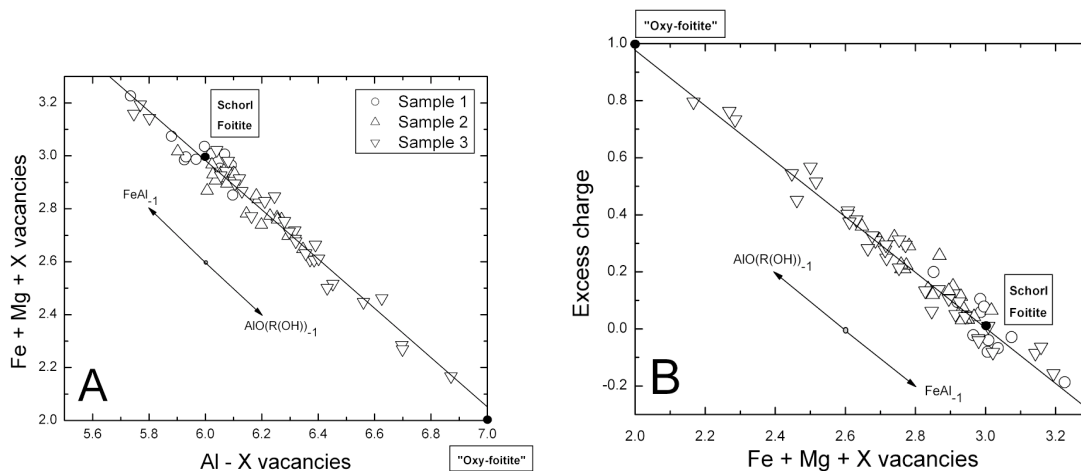 3.2
3.0
2.8
2.6
2.4
2.2
2.0
5.6 5.8 6.0 6.2 6.4 6.6 6.8 7.0
Fe + Mg + X vacancies
Al - X vacancies
Schorl
Foitite
Sample 1
Sample 2
Sample 3
FeAl-1
AlO(R(OH))-1
A
"Oxy-foitite"
"Oxy-foitite"
1.0
0.8
0.6
0.4
0.2
0.0
-0.2
2.0 2.2 2.4 2.6 2.8 3.0 3.2
Excess charge
Fe + Mg + X vacancies
AlO(R(OH))-1
Schorl
Foitite
FeAl-1
B